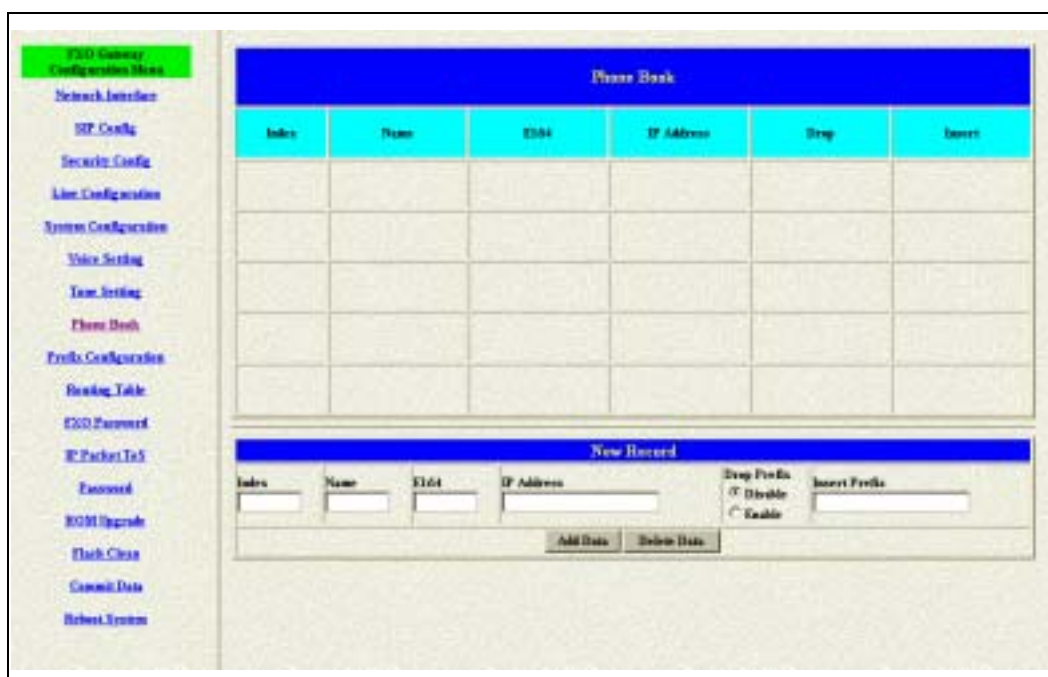 FXO Gateway
Configuration Menu
Network Interface
SIP Config
Security Config
Line Configuration
System Configuration
Voice Setting
Tone Setting
Phone Book
Prefix Configuration
Routing Table
FXO Password
IP Packet ToS
Password
ROM Upgrade
Flash Clean
Commit Data
Reboot System
Phone Book
Index Name E164 IP Address Drop Insert
New Record
Index Name E164 IP Address Drop Prefix Insert Prefix
Disable
Enable
Add Data Delete Data